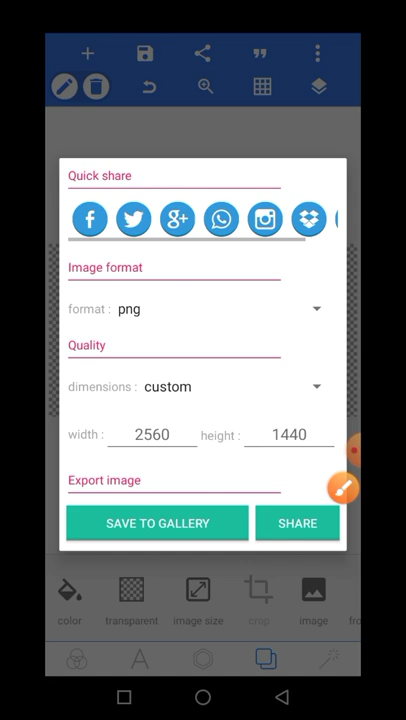 Quick share
Image format
format : png
Quality
dimensions : custom
width : 2560 height : 1440
Export image
SAVE TO GALLERY SHARE
color transparent image size crop image fro